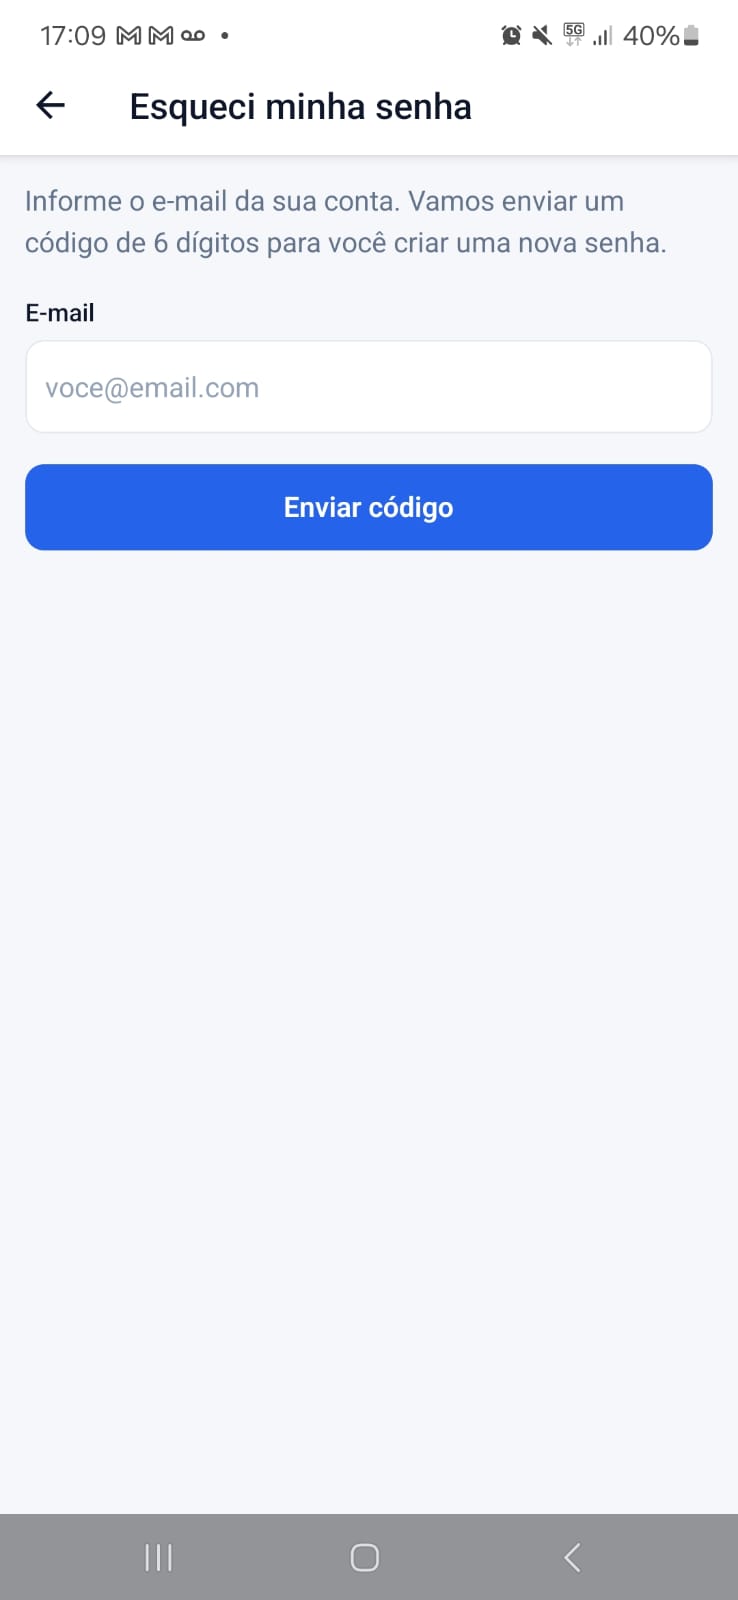 17:09
5G
40%
Esqueci minha senha
Informe o e-mail da sua conta. Vamos enviar um
código de 6 dígitos para você criar uma nova senha.
E-mail
voce@email.com
Enviar código